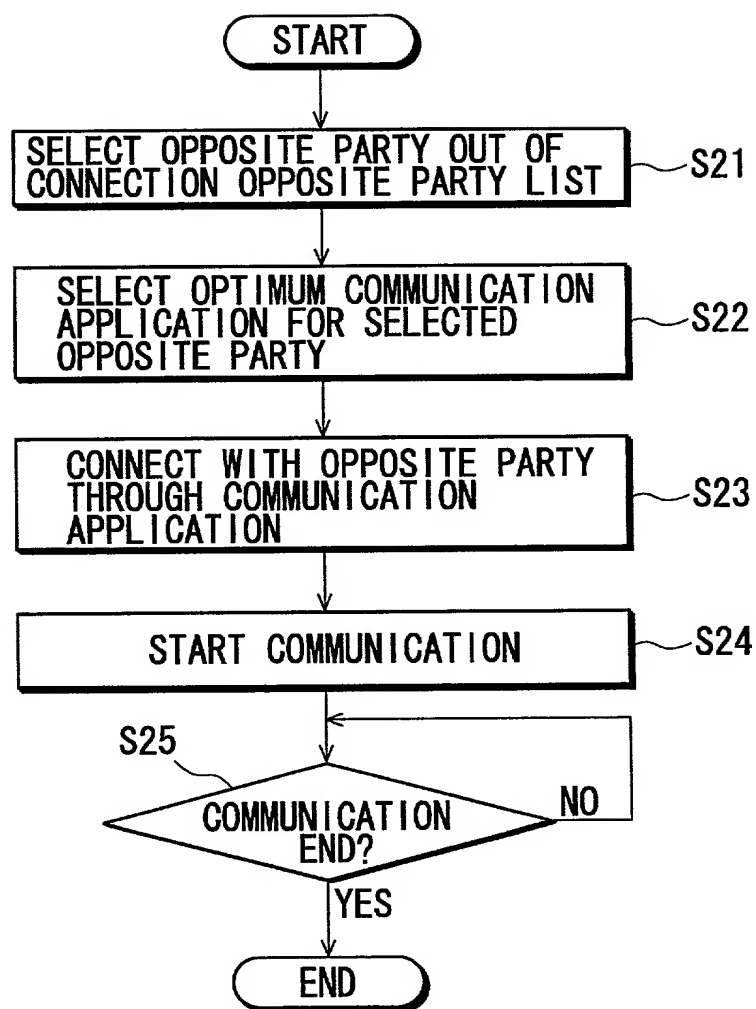 START
SELECT OPPOSITE PARTY OUT OF
CONNECTION OPPOSITE PARTY LIST
S21
SELECT OPTIMUM COMMUNICATION
APPLICATION FOR SELECTED
OPPOSITE PARTY
S22
CONNECT WITH OPPOSITE PARTY
THROUGH COMMUNICATION
APPLICATION
S23
START COMMUNICATION
S24
S25
COMMUNICATION
END?
NO
YES
END